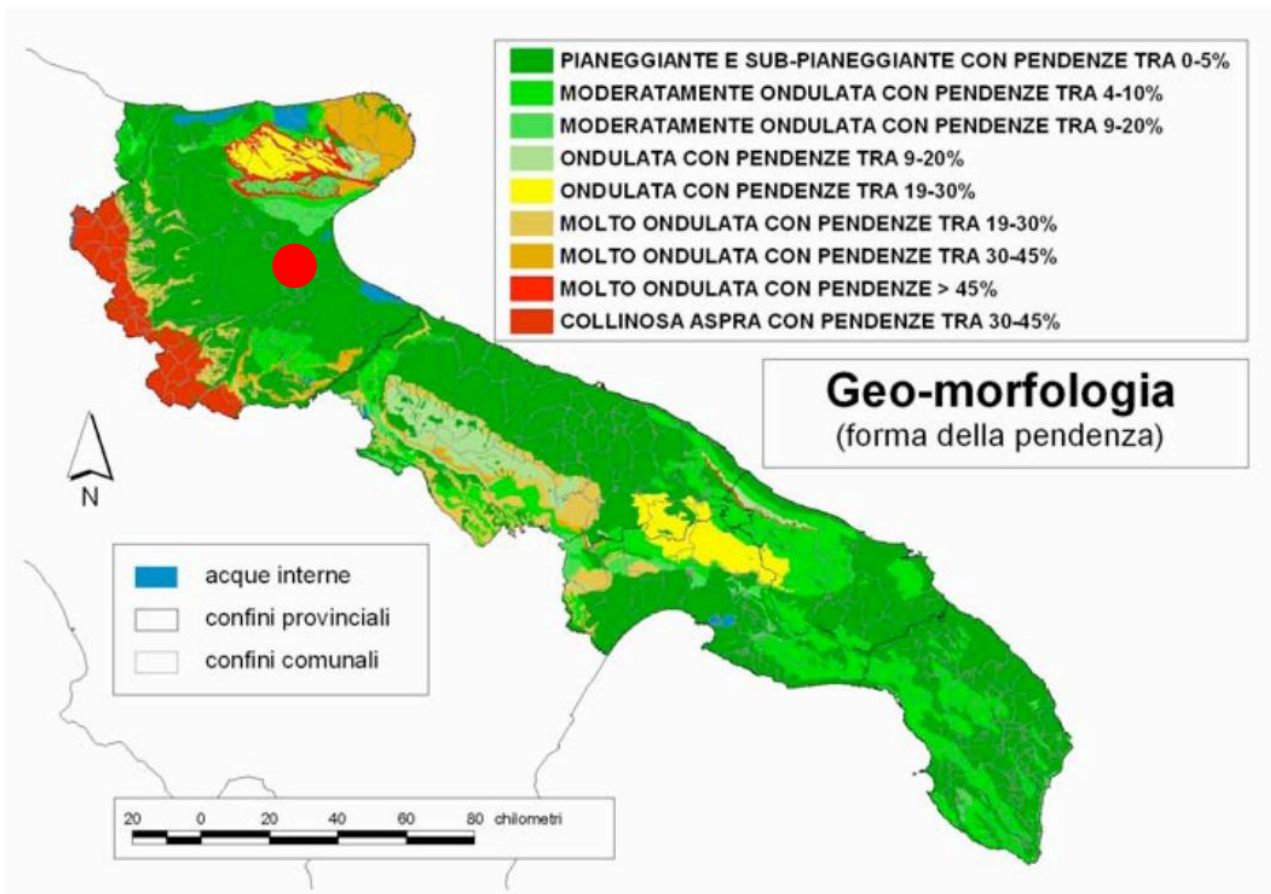 PIANEGGIANTE E SUB-PIANEGGIANTE CON PENDENZE TRA 0-5%
MODERATAMENTE ONDULATA CON PENDENZE TRA 4-10%
MODERATAMENTE ONDULATA CON PENDENZE TRA 9-20%
ONDULATA CON PENDENZE TRA 9-20%
ONDULATA CON PENDENZE TRA 19-30%
MOLTO ONDULATA CON PENDENZE TRA 19-30%
MOLTO ONDULATA CON PENDENZE TRA 30-45%
MOLTO ONDULATA CON PENDENZE > 45%
COLLINOSA ASPRA CON PENDENZE TRA 30-45%
Geo-morfologia
(forma della pendenza)
N
acque interne
confini provinciali
confini comunali
20 0 20 40 60 80 chilometri